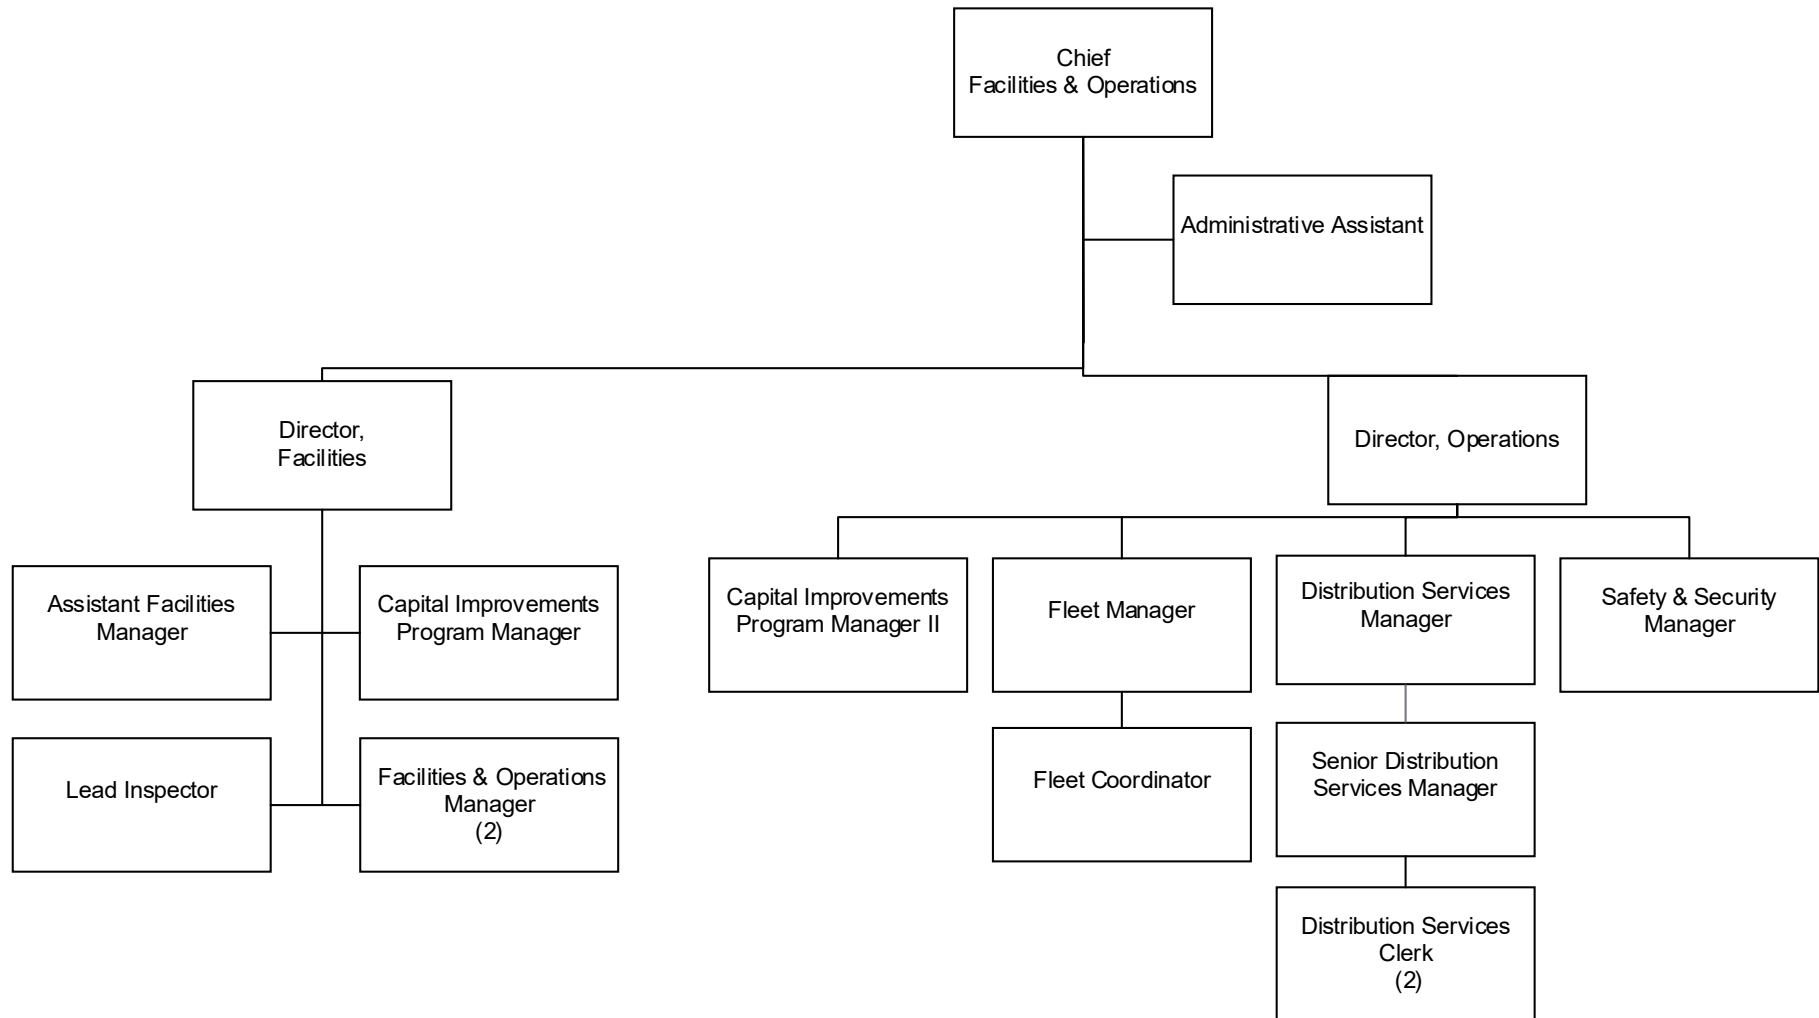 Chief
Facilities & Operations
Administrative Assistant
Director,
Facilities
Director, Operations
Assistant Facilities
Manager
Capital Improvements
Program Manager
Capital Improvements
Program Manager II
Fleet Manager
Distribution Services
Manager
Safety & Security
Manager
Lead Inspector
Facilities & Operations
Manager
(2)
Fleet Coordinator
Senior Distribution
Services Manager
Distribution Services
Clerk
(2)